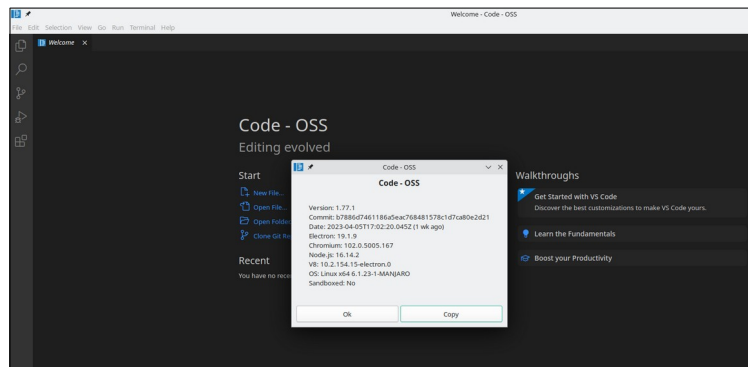 Welcome - Code - OSS
File Edit Selection View Go Run Terminal Help
Welcome
Code - OSS
Editing evolved
Start
New File...
Open File...
Open Folder
Clone Git Re
Recent
You have no rece
Code - OSS
Code - OSS
Version: 1.77.1
Commit: b7886d7461186a5eac768481578c1d7ca80e2d21
Date: 2023-04-05T17:02:20.045Z (1 wk ago)
Electron: 19.1.9
Chromium: 102.0.5005.167
Node.js: 16.14.2
V8: 10.2.154.15-electron.0
OS: Linux x64 6.1.23-1-MANJARO
Sandboxed: No
Ok
Copy
Walkthroughs
Get Started with VS Code
Discover the best customizations to make VS Code yours.
Learn the Fundamentals
Boost your Productivity